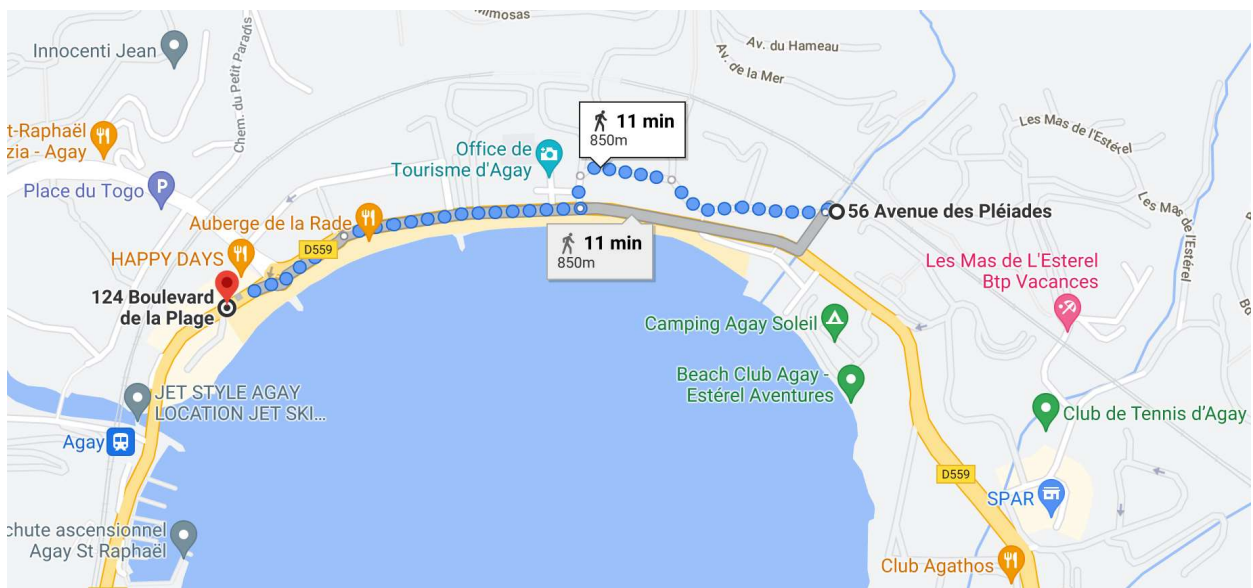 Mimosas
Innocenti Jean
Av. du Hameau
Av. de la Mer
Chem. du Petit Paradis
11 min
850m
t-Raphaël
zia - Agay
Office de
Tourisme d'Agay
Les Mas de l'Estérel
Place du Togo
Auberge de la Rade
56 Avenue des Pléiades
Les Mas de
l'Estérel
D559
11 min
850m
HAPPY DAYS
Les Mas de L'Esterel
Btp Vacances
124 Boulevard
de la Plage
Camping Agay Soleil
JET STYLE AGAY
LOCATION JET SKI...
Beach Club Agay -
Estérel Aventures
Club de Tennis d'Agay
Agay
D559
SPAR
chute ascensionnel
Agay St Raphaël
Club Agathos